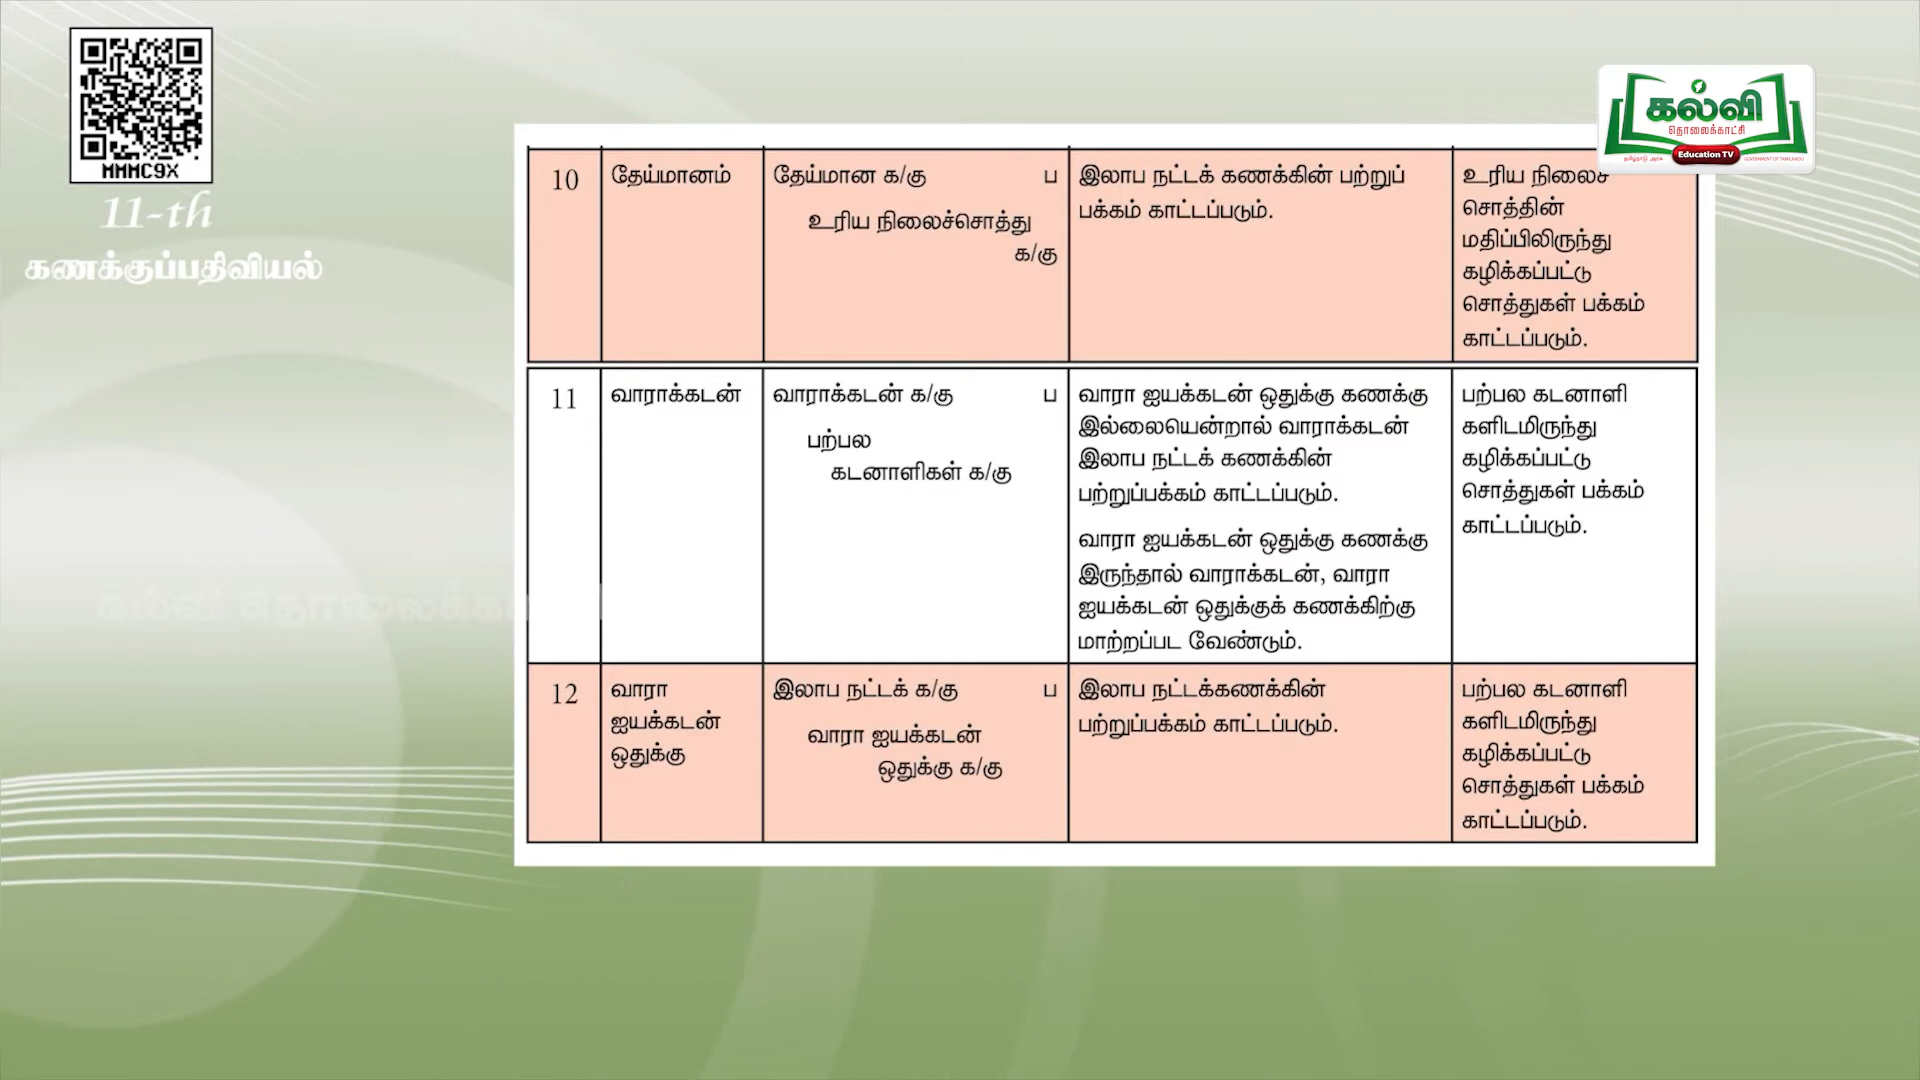 MMMC9X
11-th
கணக்குப்பதிவியல்
கல்வி
தொலைக்காட்சி
தமிழ்நாடு அரசு
Education TV
GOVERNMENT OF TAMILNADU
10
தேய்மானம்
தேய்மான க/கு ப
உரிய நிலைச்சொத்து
க/கு
இலாப நட்டக் கணக்கின் பற்றுப்
பக்கம் காட்டப்படும்.
உரிய நிலைச்
சொத்தின்
மதிப்பிலிருந்து
கழிக்கப்பட்டு
சொத்துகள் பக்கம்
காட்டப்படும்.
11
வாராக்கடன்
வாராக்கடன் க/கு ப
பற்பல
கடனாளிகள் க/கு
வாரா ஐயக்கடன் ஒதுக்கு கணக்கு
இல்லையென்றால் வாராக்கடன்
இலாப நட்டக் கணக்கின்
பற்றுப்பக்கம் காட்டப்படும்.
வாரா ஐயக்கடன் ஒதுக்கு கணக்கு
இருந்தால் வாராக்கடன், வாரா
ஐயக்கடன் ஒதுக்குக் கணக்கிற்கு
மாற்றப்பட வேண்டும்.
பற்பல கடனாளி
களிடமிருந்து
கழிக்கப்பட்டு
சொத்துகள் பக்கம்
காட்டப்படும்.
12
வாரா
ஐயக்கடன்
ஒதுக்கு
இலாப நட்டக் க/கு ப
வாரா ஐயக்கடன்
ஒதுக்கு க/கு
இலாப நட்டக்கணக்கின்
பற்றுப்பக்கம் காட்டப்படும்.
பற்பல கடனாளி
களிடமிருந்து
கழிக்கப்பட்டு
சொத்துகள் பக்கம்
காட்டப்படும்.